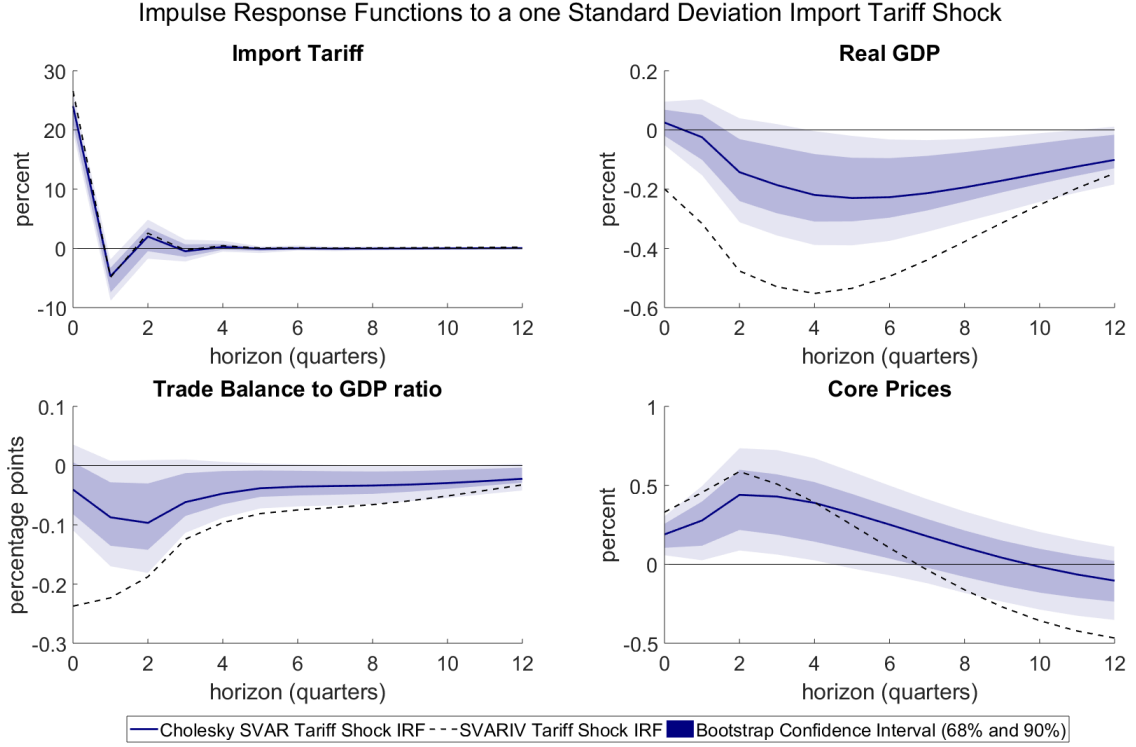 Impulse Response Functions to a one Standard Deviation Import Tariff Shock
Import Tariff
30
20
10
0
-10
percent
0 2 4 6 8 10 12
horizon (quarters)
Real GDP
0.2
0
-0.2
-0.4
-0.6
percent
0 2 4 6 8 10 12
horizon (quarters)
Trade Balance to GDP ratio
0.1
0
-0.1
-0.2
-0.3
percentage points
0 2 4 6 8 10 12
horizon (quarters)
Core Prices
1
0.5
0
-0.5
percent
0 2 4 6 8 10 12
horizon (quarters)
Cholesky SVAR Tariff Shock IRF SVARIV Tariff Shock IRF Bootstrap Confidence Interval (68% and 90%)